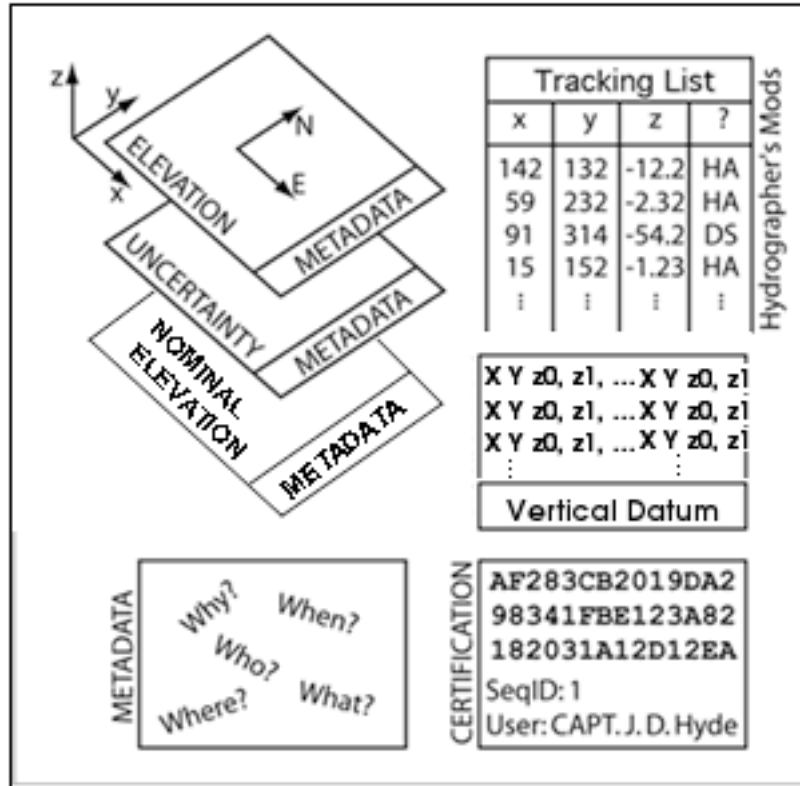 z
y
x
N
E
ELEVATION
METADATA
UNCERTAINTY
METADATA
NOMINAL
ELEVATION
METADATA
Tracking List
x y z ?
142 132 -12.2 HA
59 232 -2.32 HA
91 314 -54.2 DS
15 152 -1.23 HA
⋮ ⋮ ⋮ ⋮
Hydrographer's Mods
X Y z0, z1, ... X Y z0, z1
X Y z0, z1, ... X Y z0, z1
X Y z0, z1, ... X Y z0, z1
⋮ ⋮
Vertical Datum
METADATA
Why?
When?
Who?
Where?
What?
CERTIFICATION
AF283CB2019DA2
98341FBE123A82
182031A12D12EA
SeqID: 1
User: CAPT. J. D. Hyde